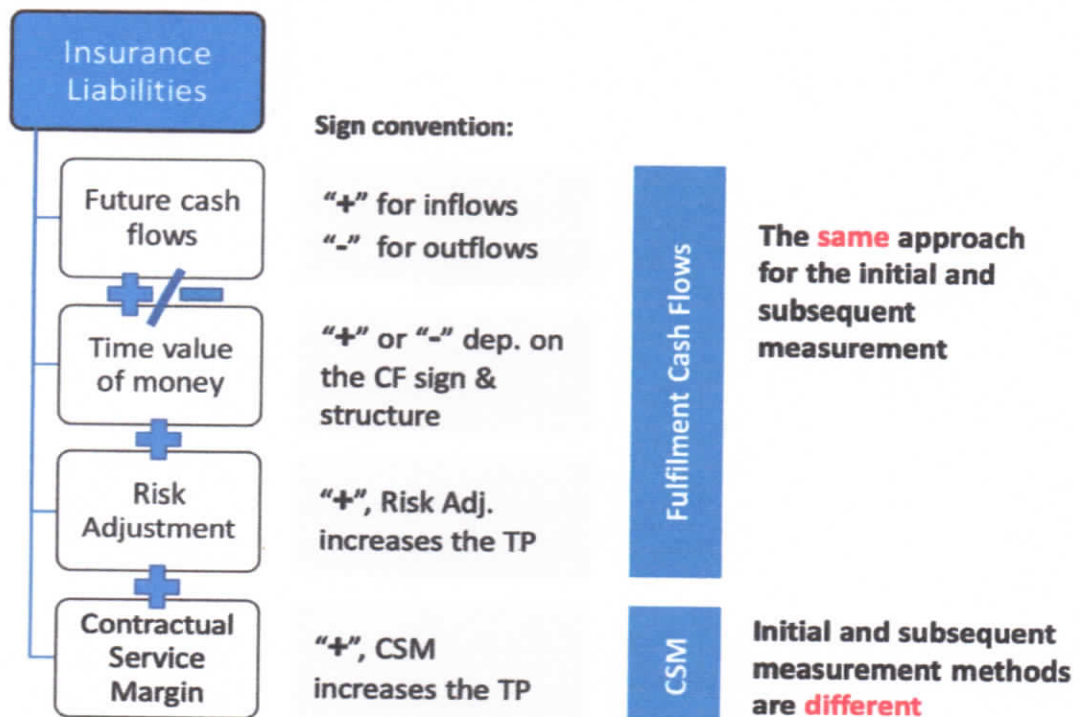 Insurance
Liabilities
Sign convention:
Future cash
flows
“+” for inflows
“-” for outflows
Time value
of money
“+” or “-” dep. on
the CF sign &
structure
Risk
Adjustment
“+”, Risk Adj.
increases the TP
Fulfilment Cash Flows
The same approach
for the initial and
subsequent
measurement
Contractual
Service
Margin
“+”, CSM
increases the TP
CSM
Initial and subsequent
measurement methods
are different